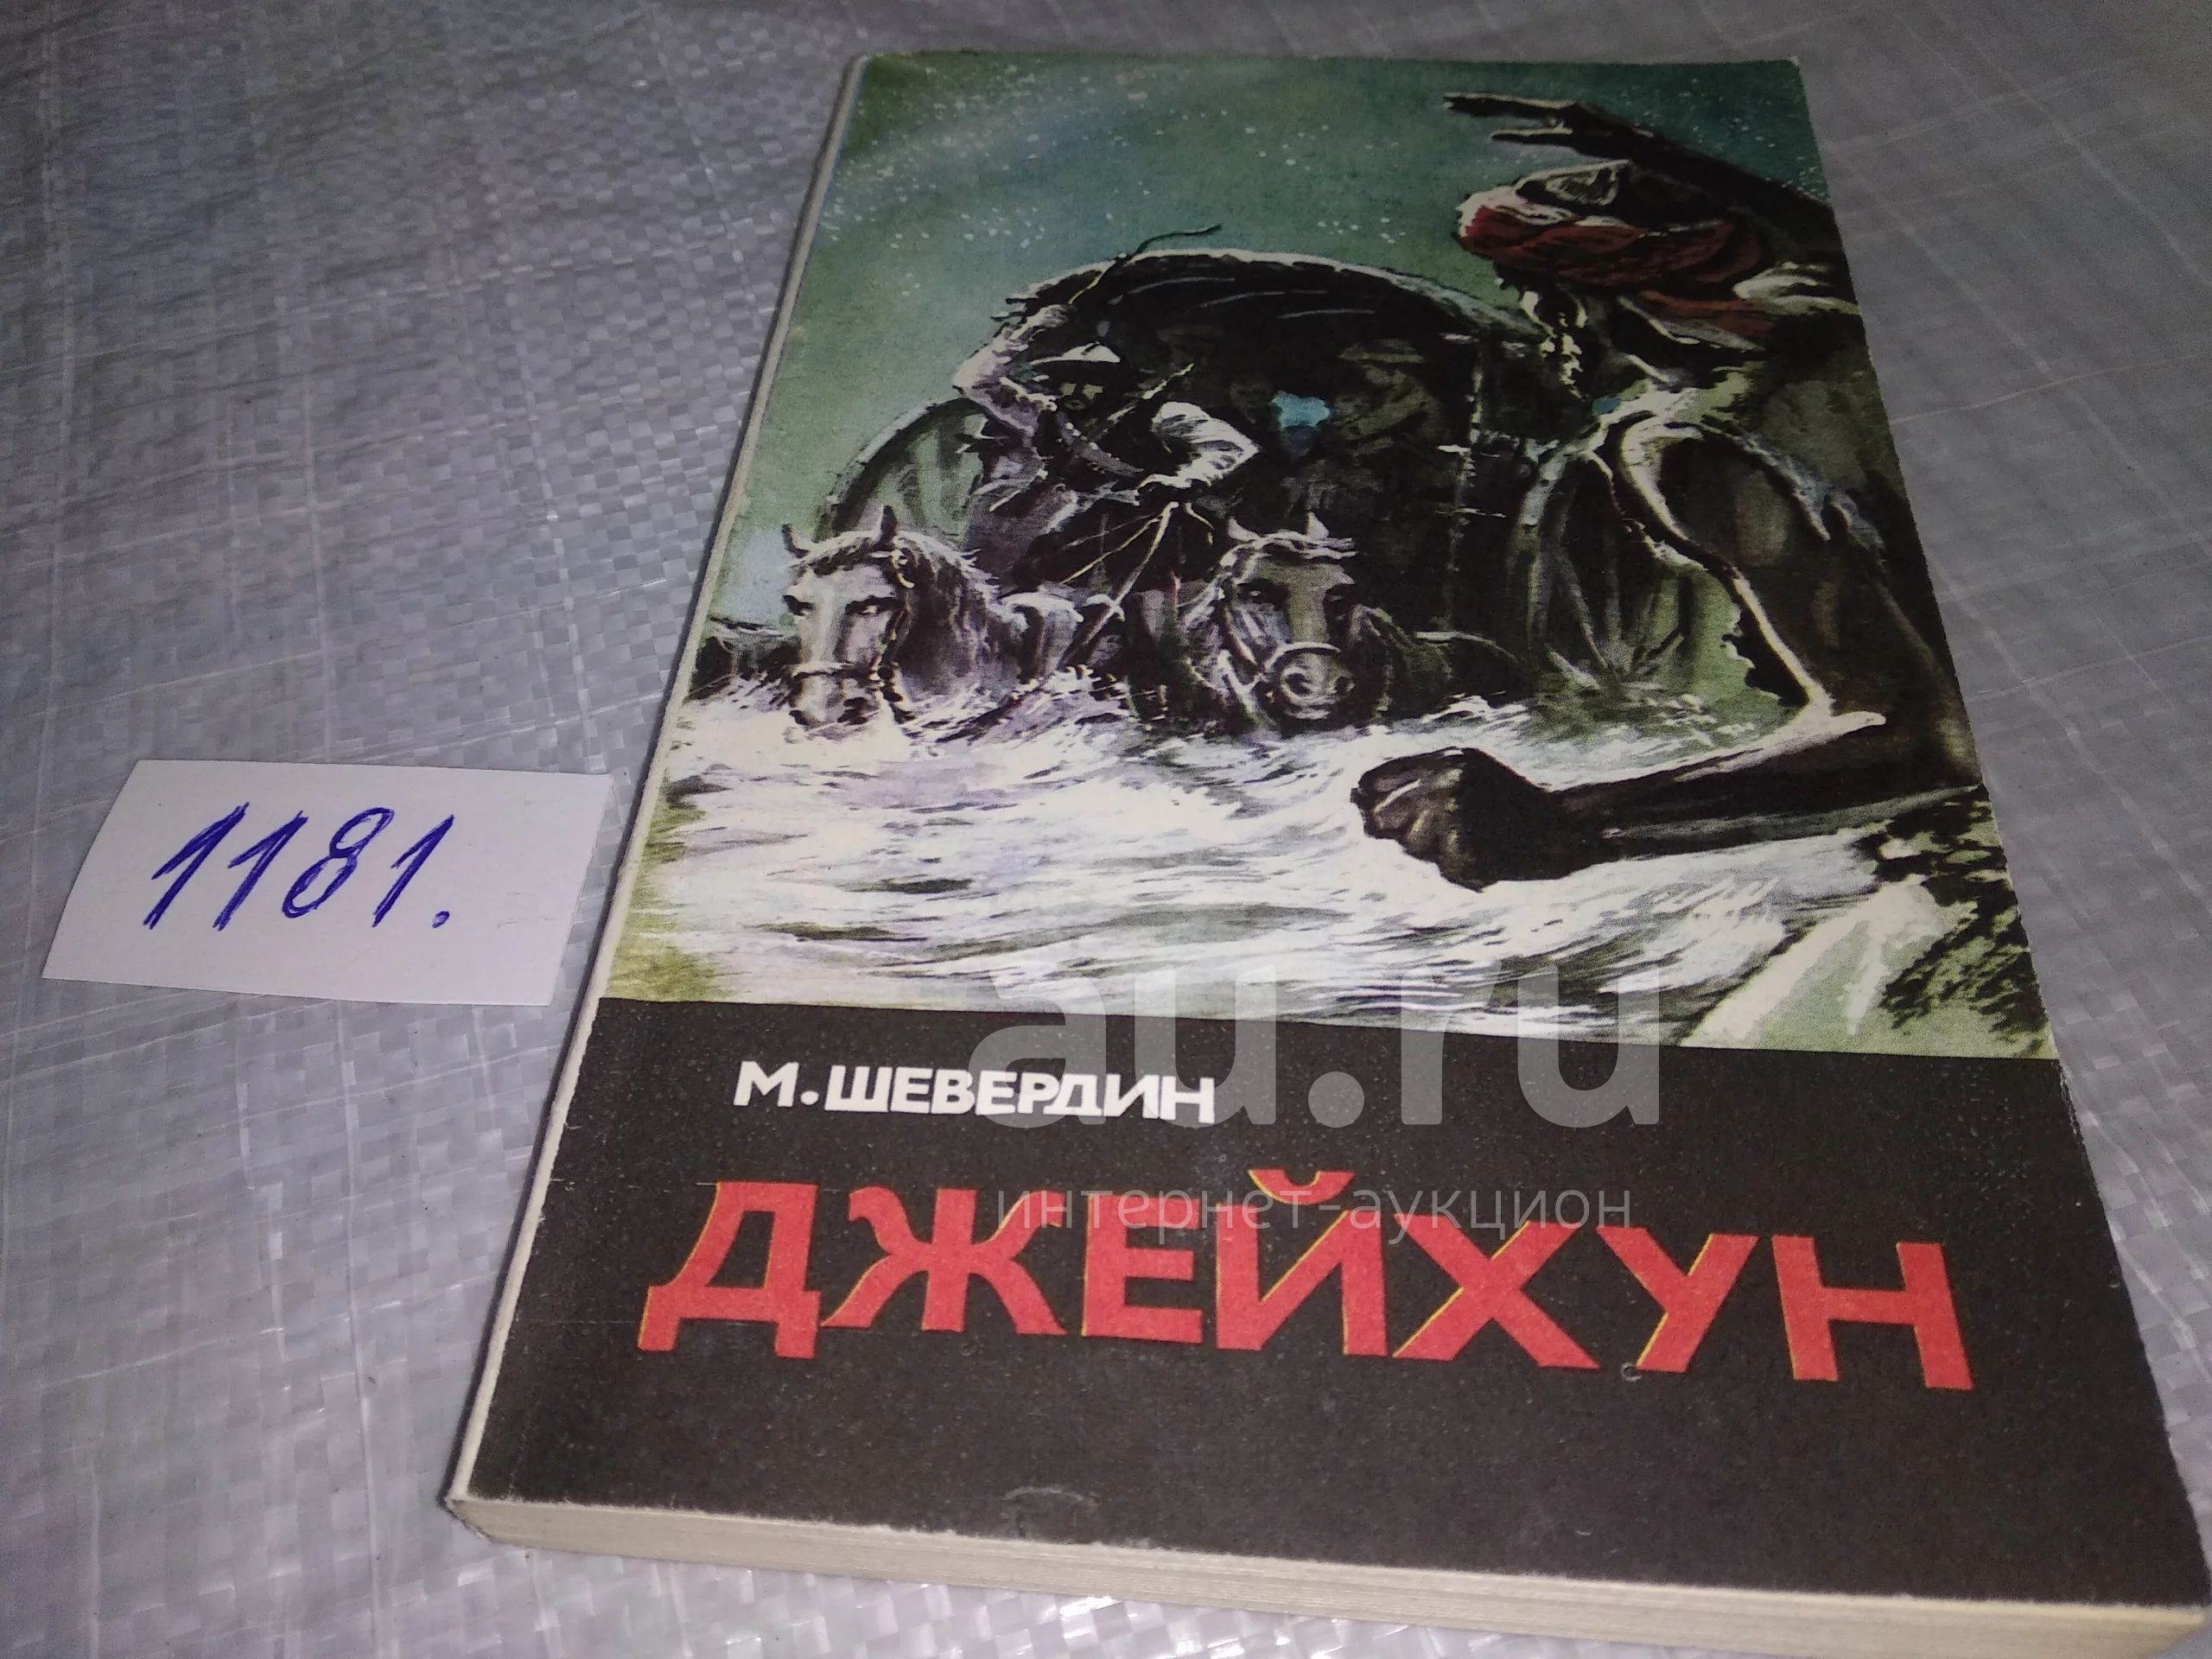 1181.
М. ШЕВЕРДИН
ДЖЕЙХУН
au.ru
интернет-аукцион